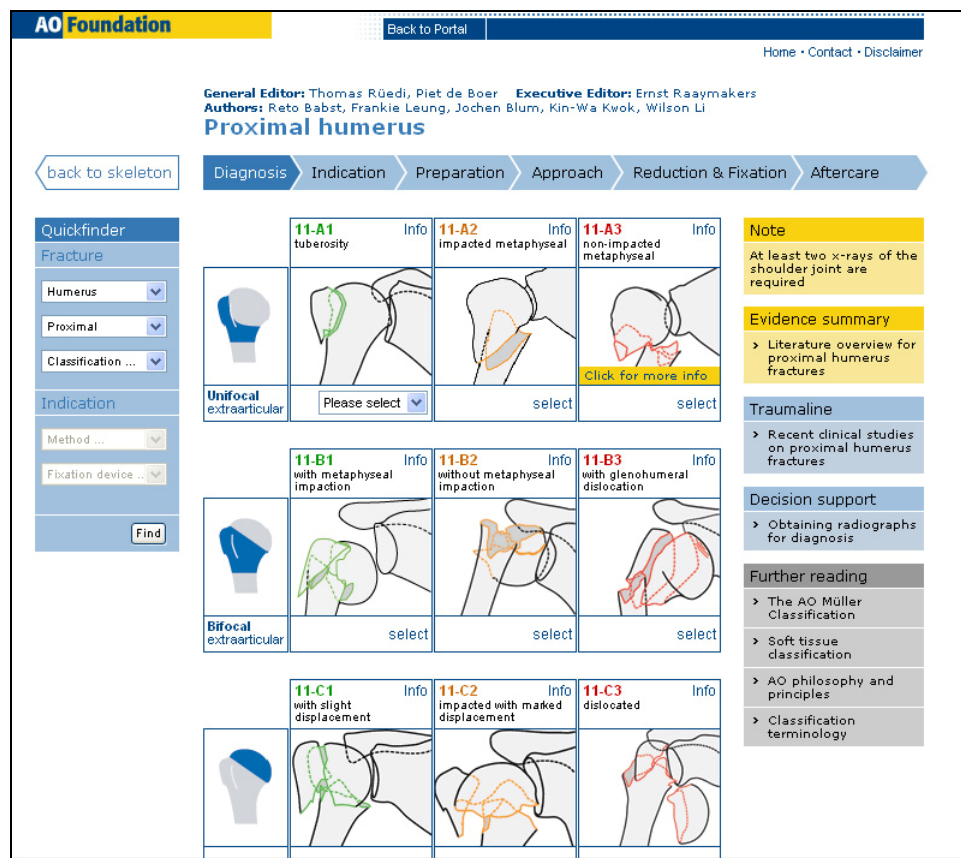 AO Foundation
Back to Portal
Home • Contact • Disclaimer
General Editor: Thomas Rüedi, Piet de Boer Executive Editor: Ernst Raaymakers
Authors: Reto Babst, Frankie Leung, Jochen Blum, Kin-Wa Kwok, Wilson Li
Proximal humerus
back to skeleton
Diagnosis
Indication
Preparation
Approach
Reduction & Fixation
Aftercare
Quickfinder
Fracture
Humerus
Proximal
Classification ...
Indication
Method ...
Fixation device ..
Find
11-A1 Info
tuberosity
11-A2 Info
impacted metaphyseal
11-A3 Info
non-impacted
metaphyseal
Click for more info
Unifocal
extraarticular
Please select
select
select
11-B1 Info
with metaphyseal
impaction
11-B2 Info
without metaphyseal
impaction
11-B3 Info
with glenohumeral
dislocation
Bifocal
extraarticular
select
select
select
11-C1 Info
with slight
displacement
11-C2 Info
impacted with marked
displacement
11-C3 Info
dislocated
Note
At least two x-rays of the
shoulder joint are
required
Evidence summary
> Literature overview for
proximal humerus
fractures
Traumaline
> Recent clinical studies
on proximal humerus
fractures
Decision support
> Obtaining radiographs
for diagnosis
Further reading
> The AO Müller
Classification
> Soft tissue
classification
> AO philosophy and
principles
> Classification
terminology